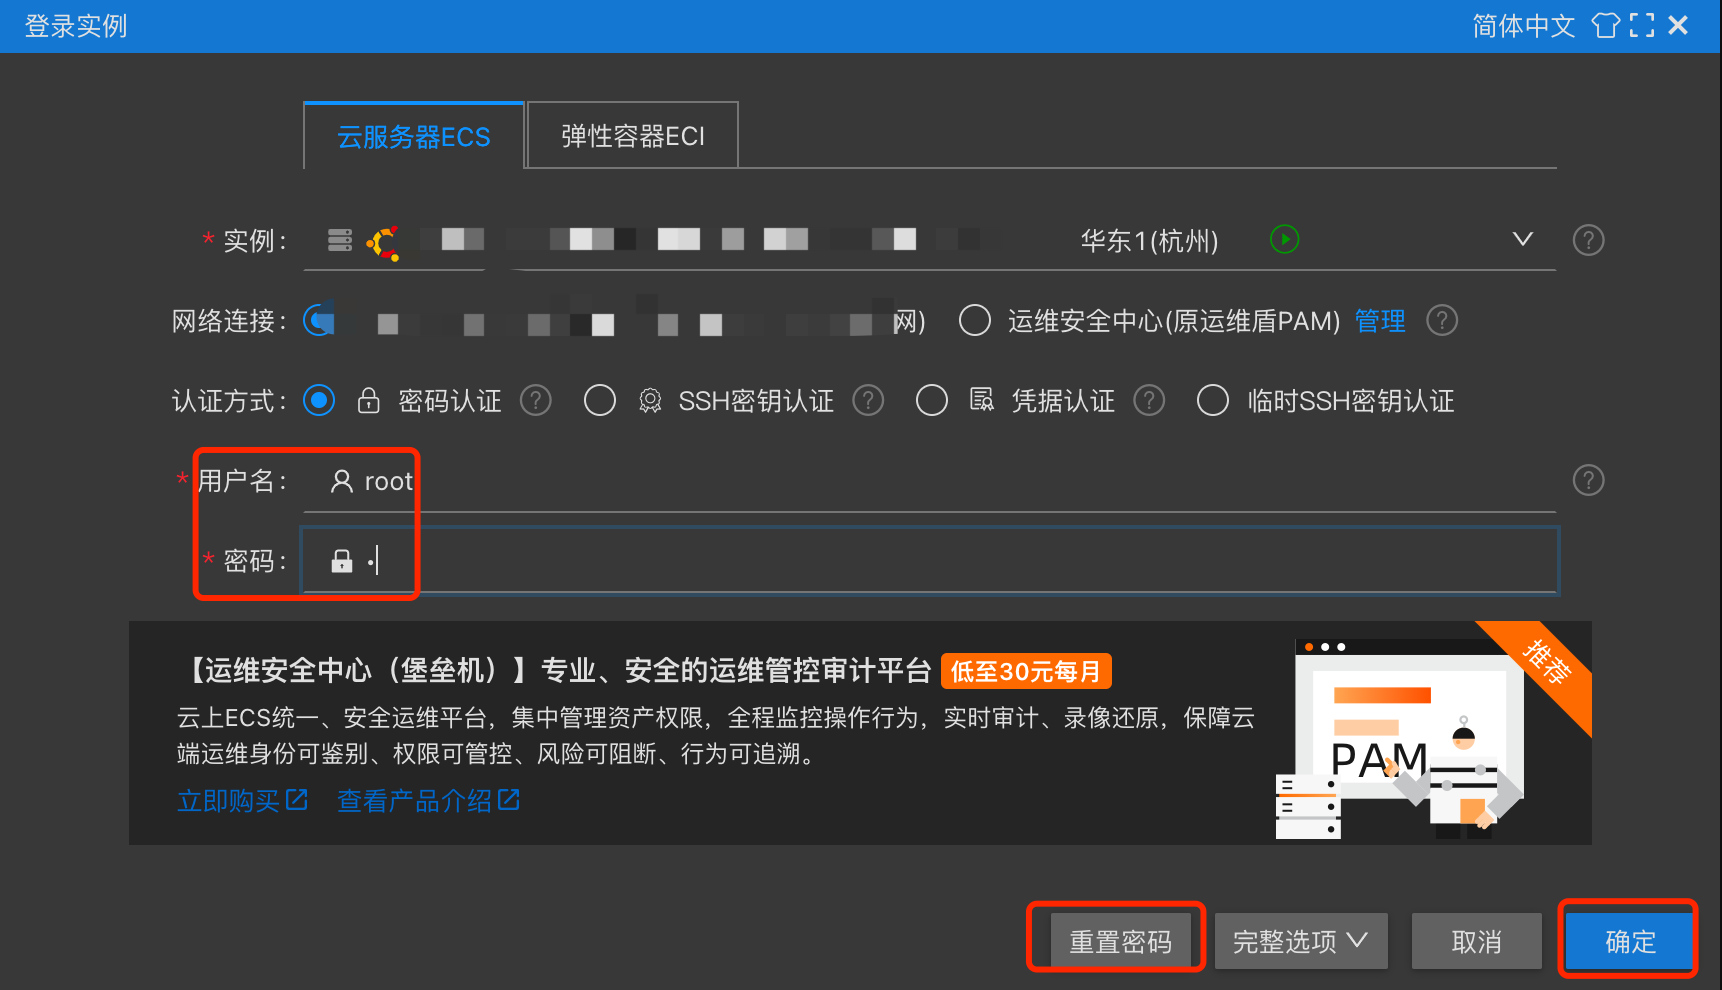 登录实例 简体中文
云服务器ECS 弹性容器ECI
* 实例: 华东1(杭州) ?
网络连接: 网) 运维安全中心(原运维盾PAM) 管理 ?
认证方式: 密码认证 ? SSH密钥认证 ? 凭据认证 ? 临时SSH密钥认证
* 用户名: root ?
* 密码:
【运维安全中心（堡垒机）】专业、安全的运维管控审计平台 低至30元每月
推荐
云上ECS统一、安全运维平台，集中管理资产权限，全程监控操作行为，实时审计、录像还原，保障云
端运维身份可鉴别、权限可管控、风险可阻断、行为可追溯。
PAM
立即购买 查看产品介绍
重置密码 完整选项 取消 确定